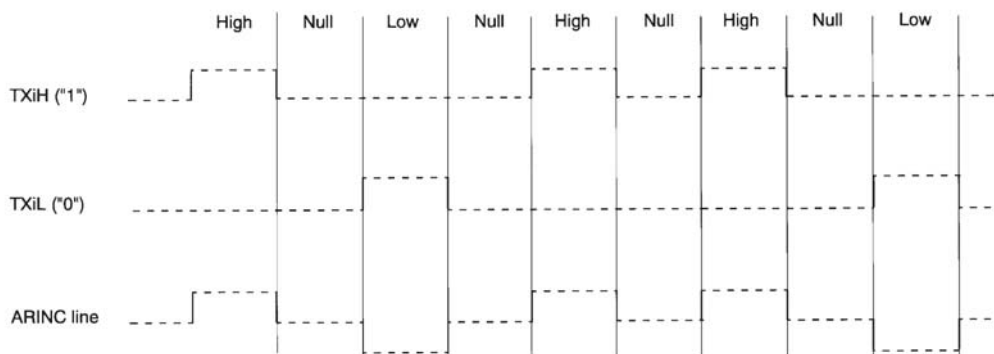 High Null Low Null High Null High Null Low
TXiH ("1")
TXiL ("0")
ARINC line